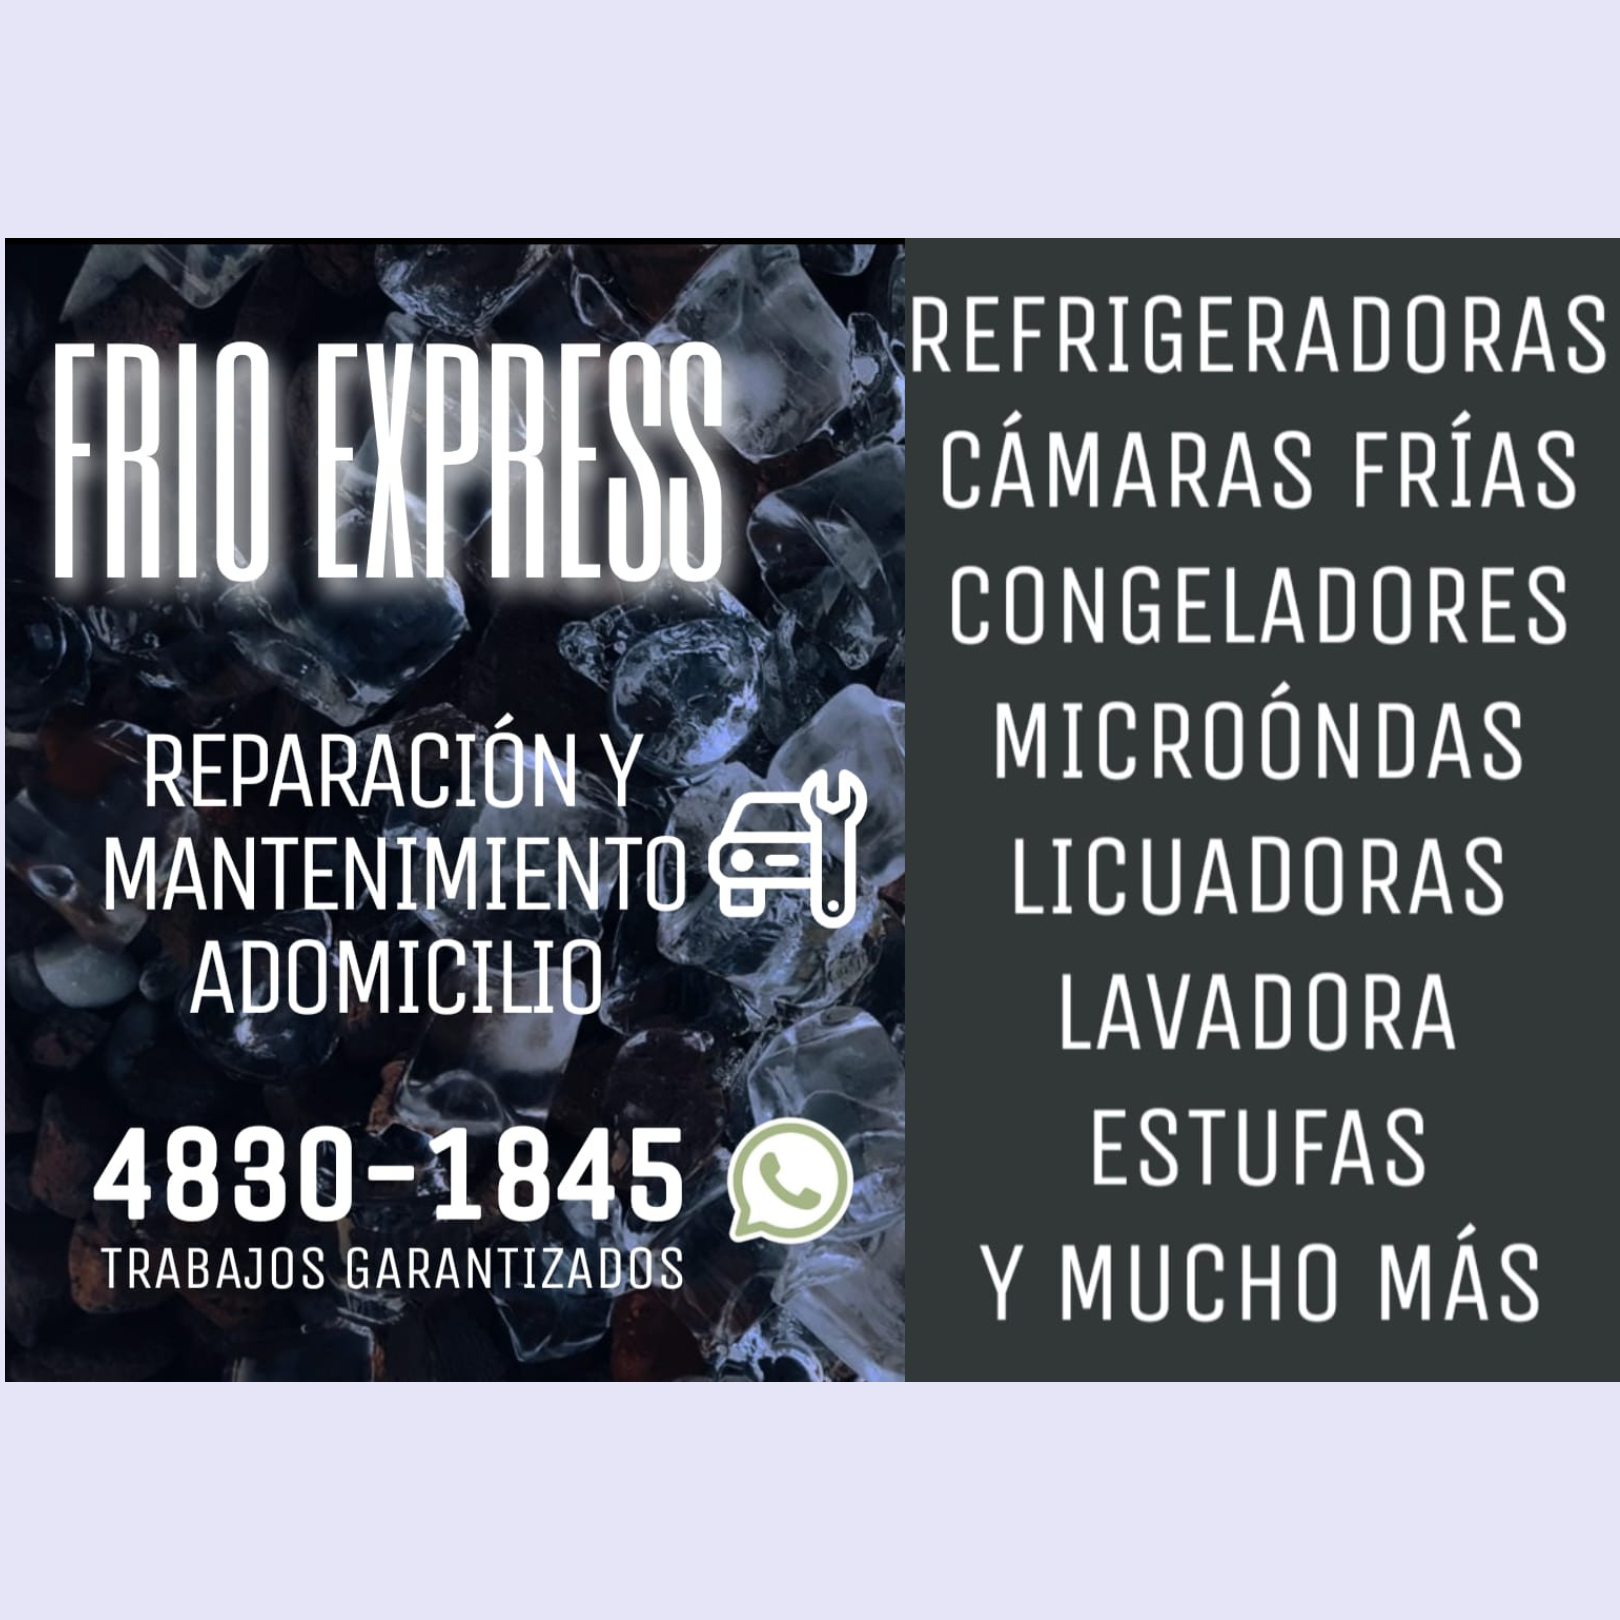 FRIO EXPRESS
REPARACIÓN Y
MANTENIMIENTO
ADOMICILIO
4830-1845
TRABAJOS GARANTIZADOS
REFRIGERADORAS
CÁMARAS FRÍAS
CONGELADORES
MICROÓNDAS
LICUADORAS
LAVADORA
ESTUFAS
Y MUCHO MÁS